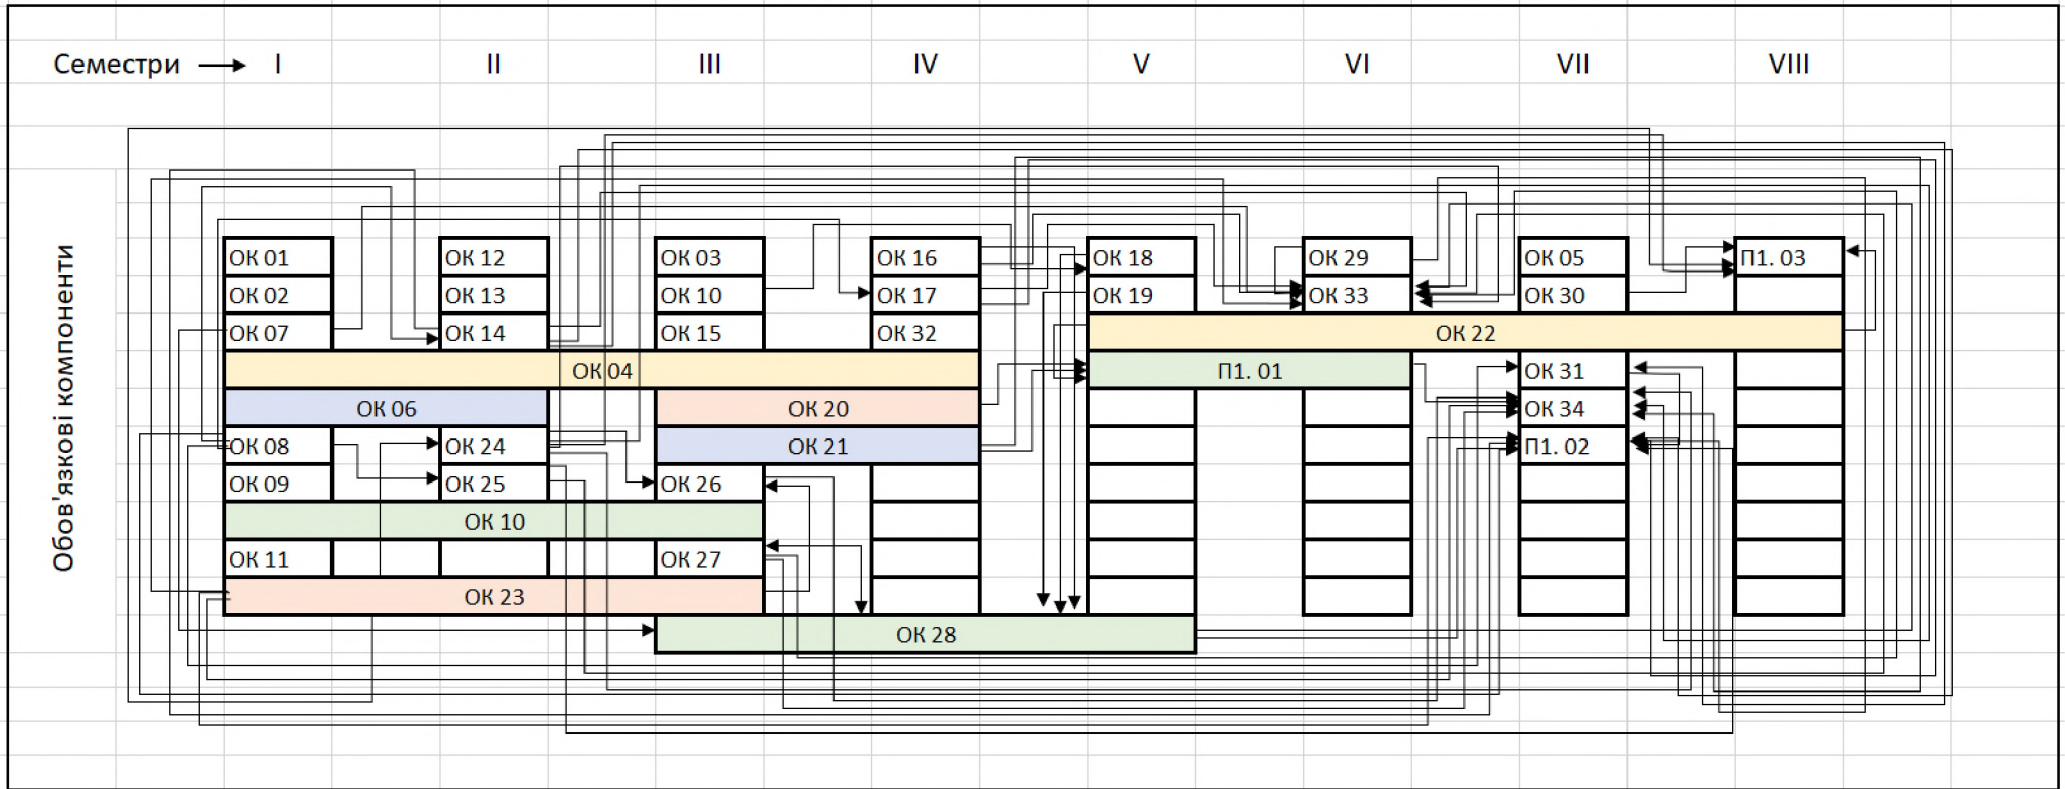 Семестри → I II III IV V VI VII VIII
Обов'язкові компоненти
ОК 01 ОК 12 ОК 03 ОК 16 ОК 18 ОК 29 ОК 05 П1. 03
ОК 02 ОК 13 ОК 10 ОК 17 ОК 19 ОК 33 ОК 30
ОК 07 ОК 14 ОК 15 ОК 32 ОК 22
ОК 04 П1. 01 ОК 31
ОК 06 ОК 20 ОК 34
ОК 08 ОК 24 ОК 21 П1. 02
ОК 09 ОК 25 ОК 26
ОК 10
ОК 11 ОК 27
ОК 23
ОК 28